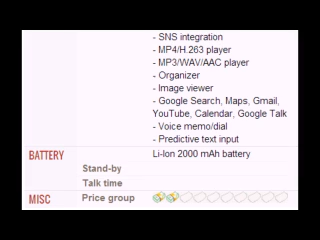 - SNS integration
- MP4/H.263 player
- MP3/WAV/AAC player
- Organizer
- Image viewer
- Google Search, Maps, Gmail,
YouTube, Calendar, Google Talk
- Voice memo/dial
- Predictive text input
BATTERY Li-Ion 2000 mAh battery
Stand-by
Talk time
MISC Price group